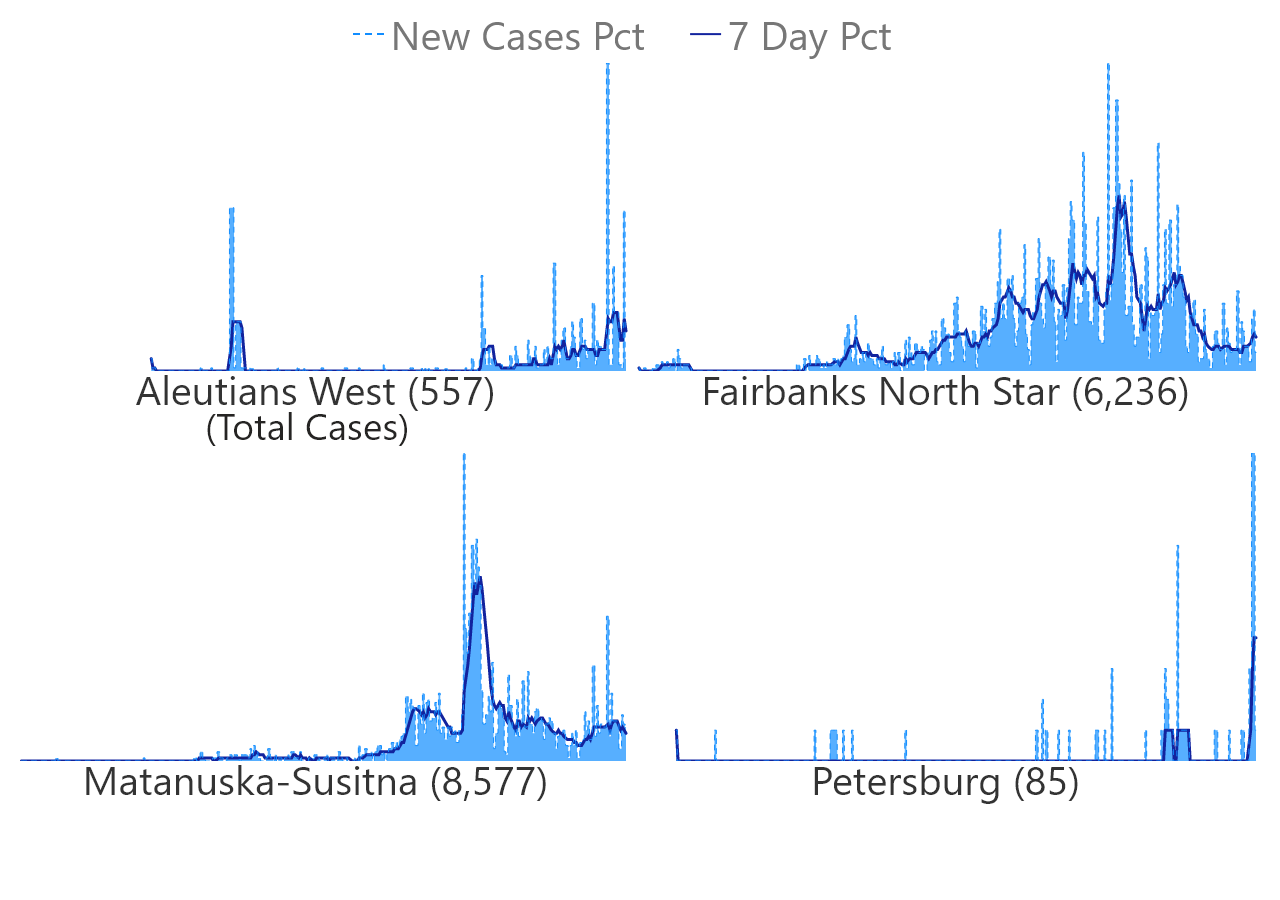 New Cases Pct 7 Day Pct
Aleutians West (557)
(Total Cases)
Fairbanks North Star (6,236)
Matanuska-Susitna (8,577)
Petersburg (85)